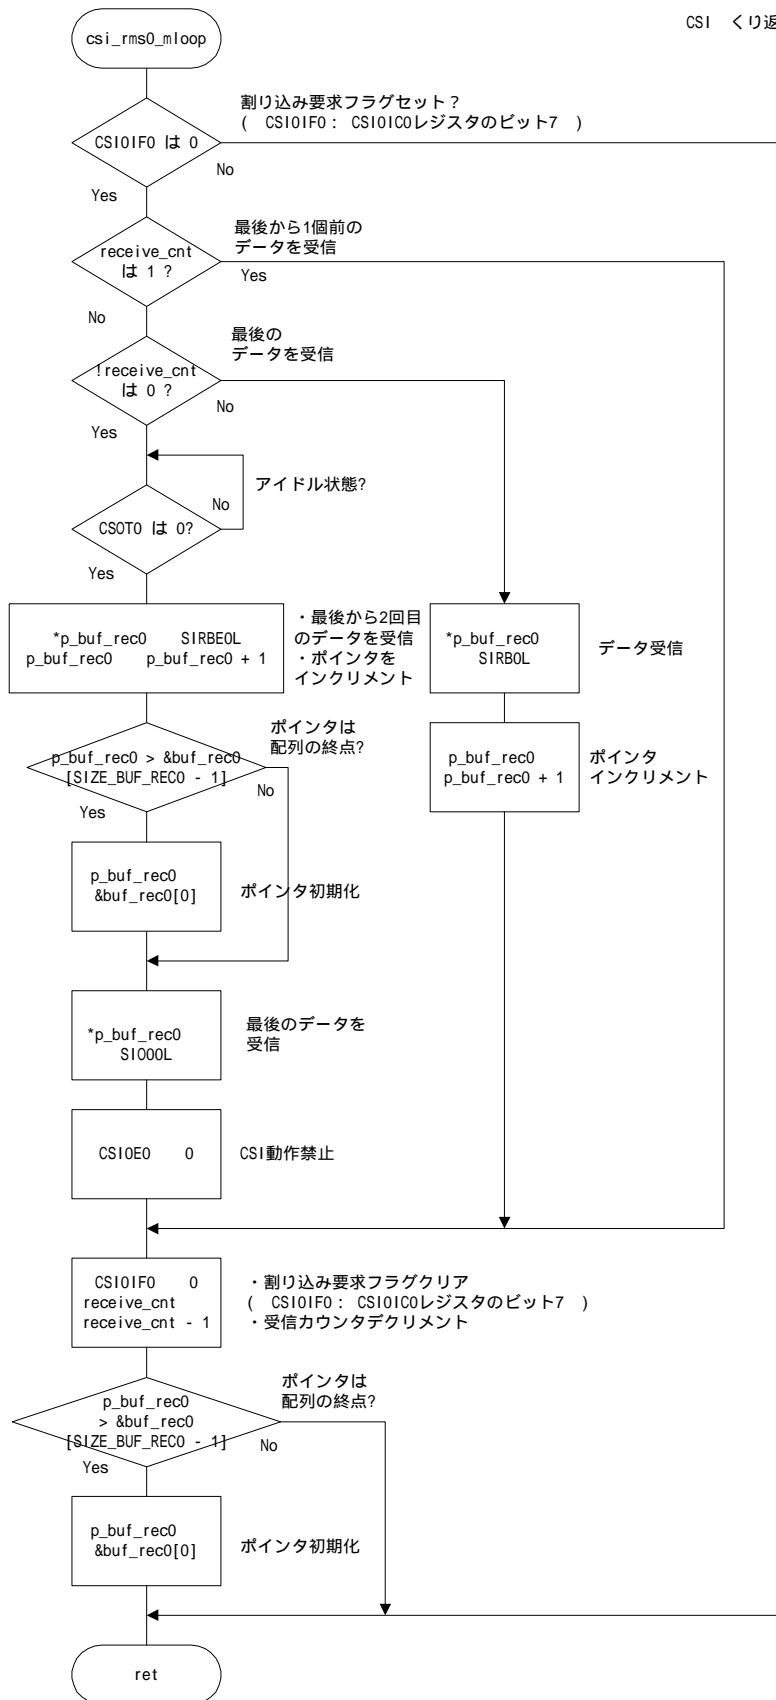 CSI くり返
csi_rms0_mloop
割り込み要求フラグセット?
( CSI0IF0: CSI0IC0レジスタのビット7 )
CSI0IF0 は 0
No
Yes
最後から1個前の
データを受信
receive_cnt
は 1 ?
Yes
No
最後の
データを受信
!receive_cnt
は 0 ?
No
Yes
アイドル状態?
No
CSOT0 は 0?
Yes
*p_buf_rec0 SIRBE0L
p_buf_rec0 p_buf_rec0 + 1
・最後から2回目
のデータを受信
・ポインタを
インクリメント
*p_buf_rec0
SIRB0L
データ受信
ポインタは
配列の終点?
p_buf_rec0 > &buf_rec0
[SIZE_BUF_REC0 - 1]
No
Yes
p_buf_rec0
p_buf_rec0 + 1
ポインタ
インクリメント
p_buf_rec0
&buf_rec0[0]
ポインタ初期化
*p_buf_rec0
SIO00L
最後のデータを
受信
CSI0E0 0
CSI動作禁止
CSI0IF0 0
receive_cnt
receive_cnt - 1
・割り込み要求フラグクリア
( CSI0IF0: CSI0IC0レジスタのビット7 )
・受信カウンタデクリメント
ポインタは
配列の終点?
p_buf_rec0
> &buf_rec0
[SIZE_BUF_REC0 - 1]
No
Yes
p_buf_rec0
&buf_rec0[0]
ポインタ初期化
ret